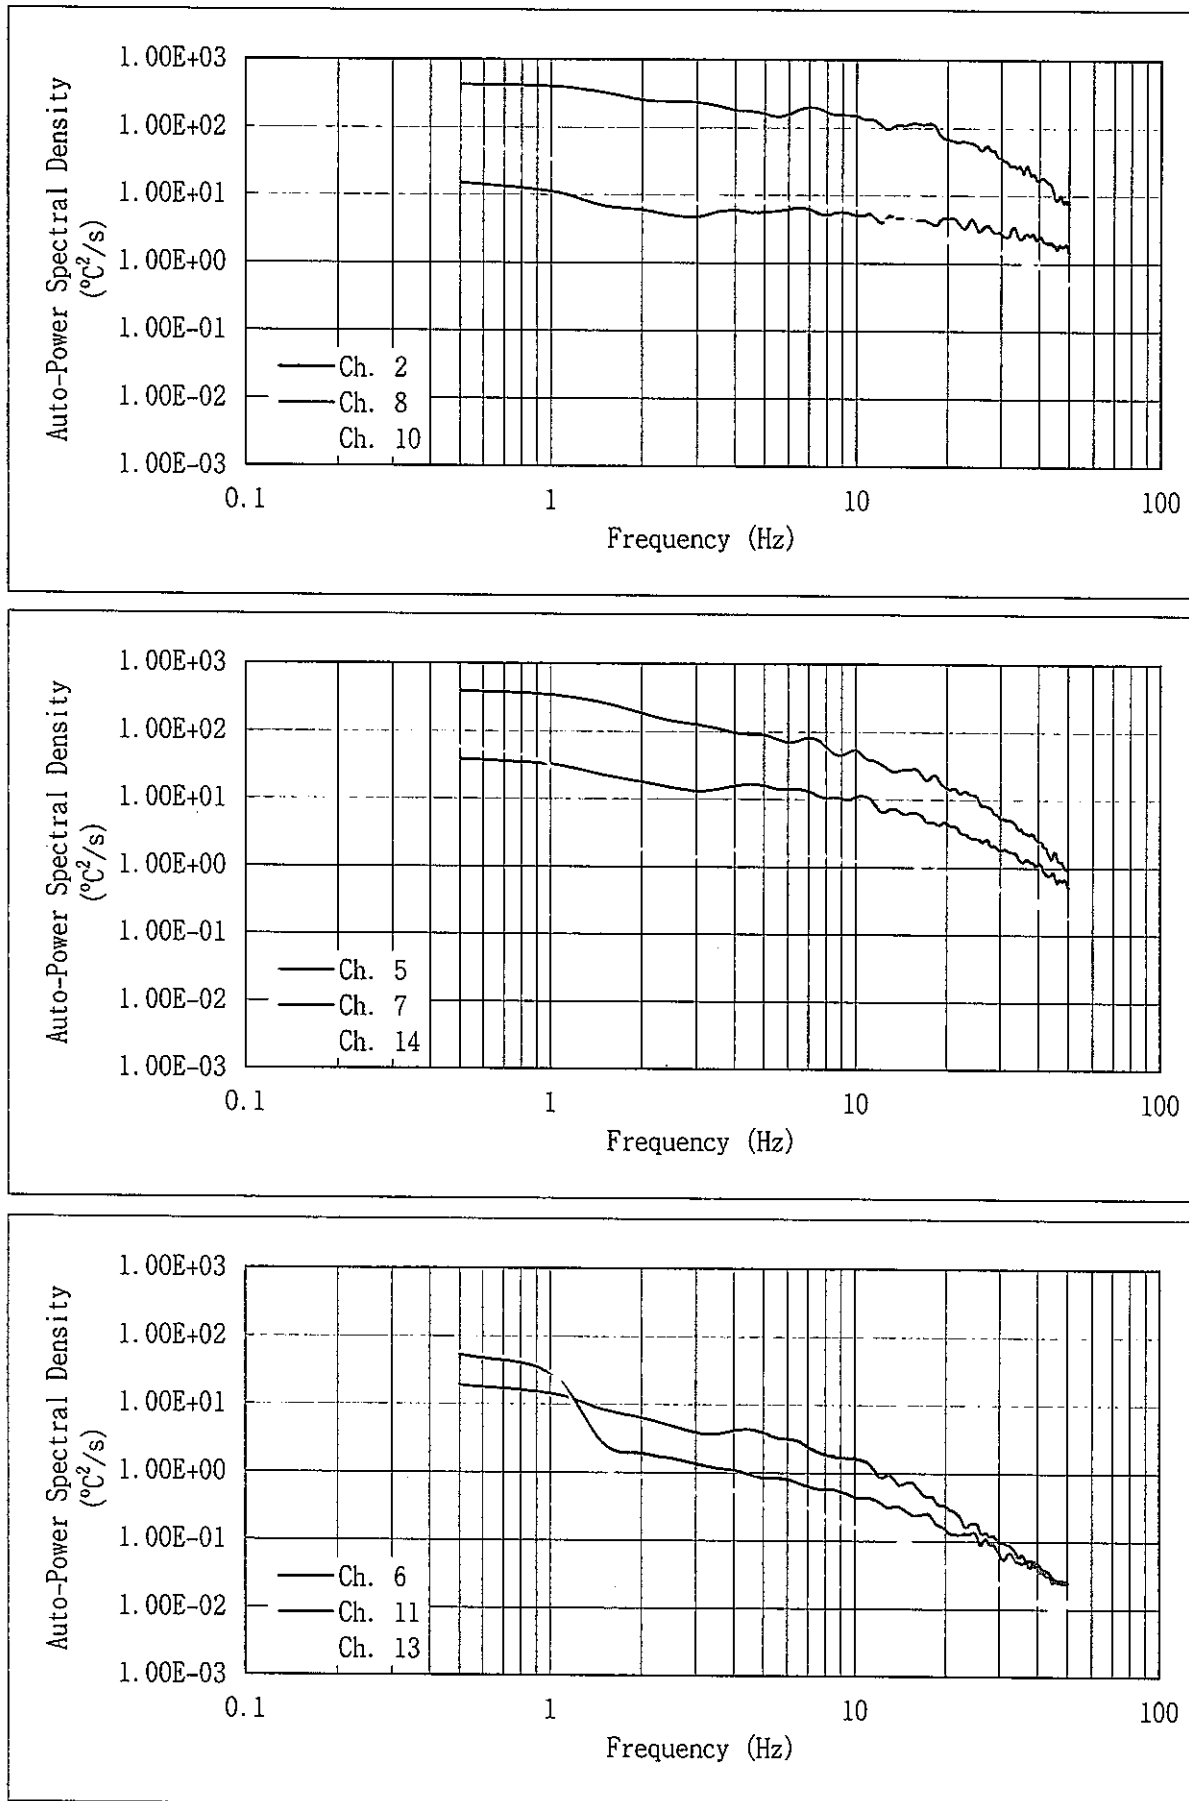 1.00E+03
1.00E+02
1.00E+01
1.00E+00
1.00E-01
1.00E-02
1.00E-03
Auto-Power Spectral Density
(°C²/s)
Ch. 2
Ch. 8
Ch. 10
0.1 1 10 100
Frequency (Hz)
1.00E+03
1.00E+02
1.00E+01
1.00E+00
1.00E-01
1.00E-02
1.00E-03
Auto-Power Spectral Density
(°C²/s)
Ch. 5
Ch. 7
Ch. 14
0.1 1 10 100
Frequency (Hz)
1.00E+03
1.00E+02
1.00E+01
1.00E+00
1.00E-01
1.00E-02
1.00E-03
Auto-Power Spectral Density
(°C²/s)
Ch. 6
Ch. 11
Ch. 13
0.1 1 10 100
Frequency (Hz)